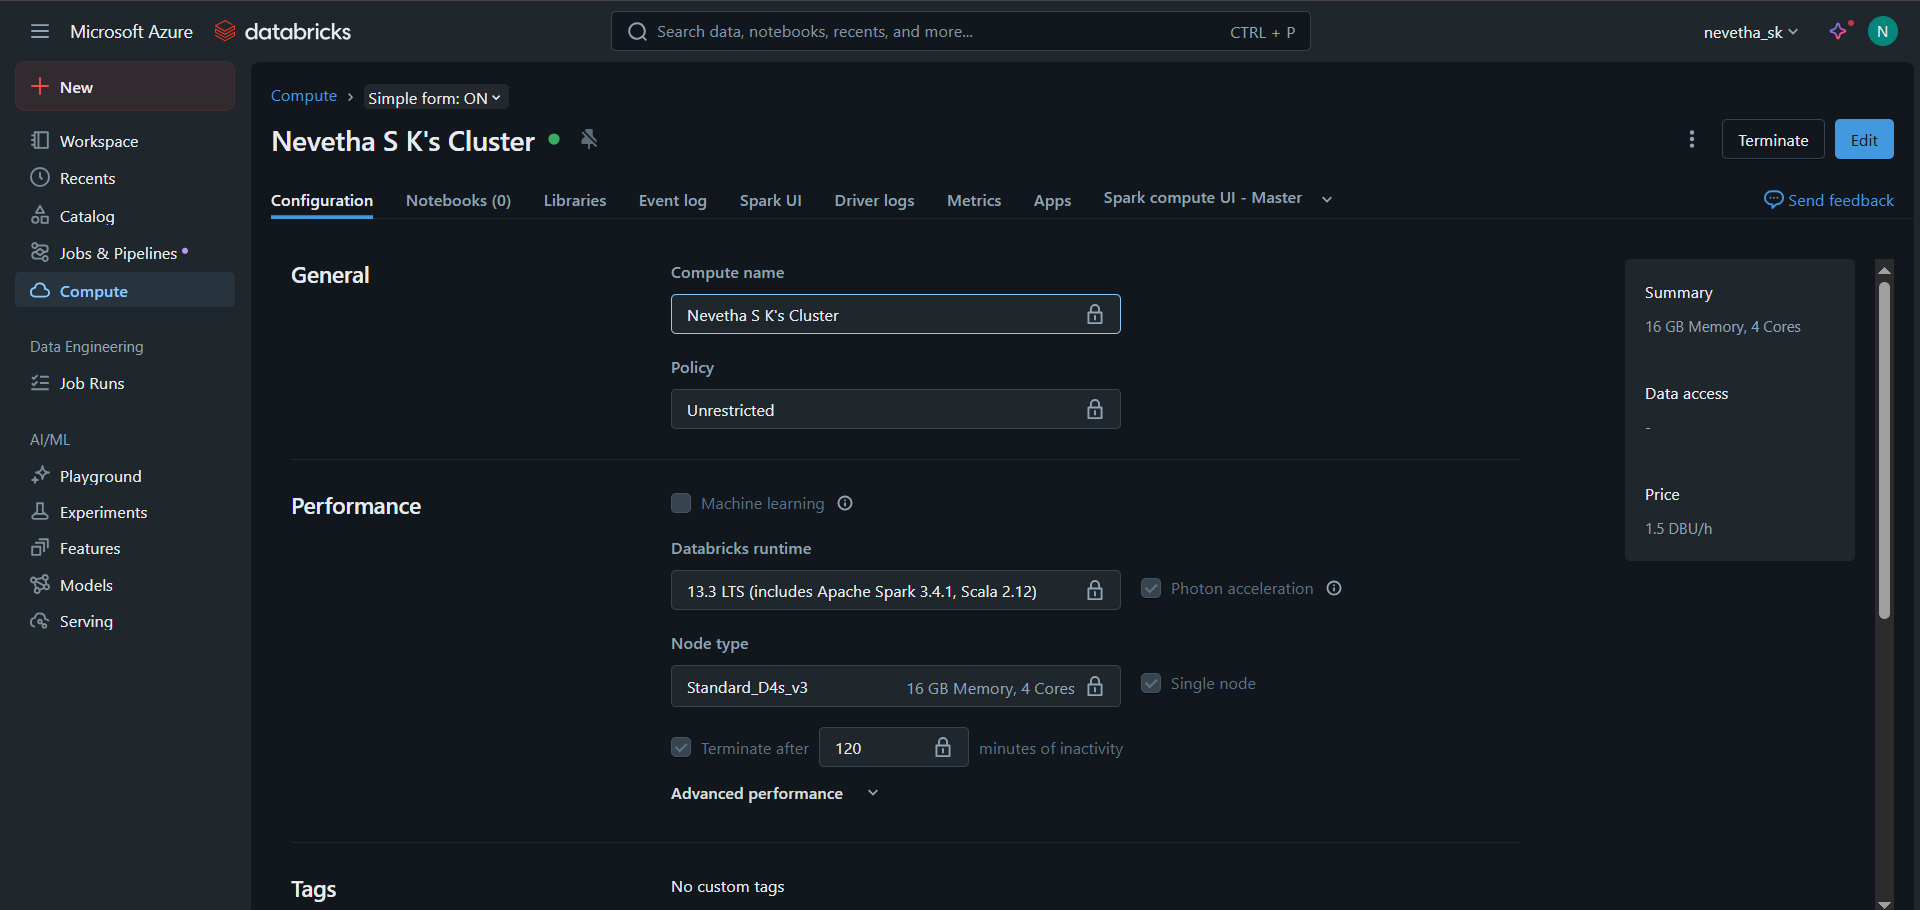 Microsoft Azure databricks
Search data, notebooks, recents, and more... CTRL + P
nevetha_sk N
New
Workspace
Recents
Catalog
Jobs & Pipelines
Compute
Data Engineering
Job Runs
AI/ML
Playground
Experiments
Features
Models
Serving
Compute › Simple form: ON
Nevetha S K's Cluster
Terminate Edit
Configuration Notebooks (0) Libraries Event log Spark UI Driver logs Metrics Apps Spark compute UI - Master
Send feedback
General
Compute name
Nevetha S K's Cluster
Policy
Unrestricted
Performance
Machine learning
Databricks runtime
13.3 LTS (includes Apache Spark 3.4.1, Scala 2.12)
Photon acceleration
Node type
Standard_D4s_v3 16 GB Memory, 4 Cores
Single node
Terminate after 120 minutes of inactivity
Advanced performance
Tags
No custom tags
Summary
16 GB Memory, 4 Cores
Data access
-
Price
1.5 DBU/h